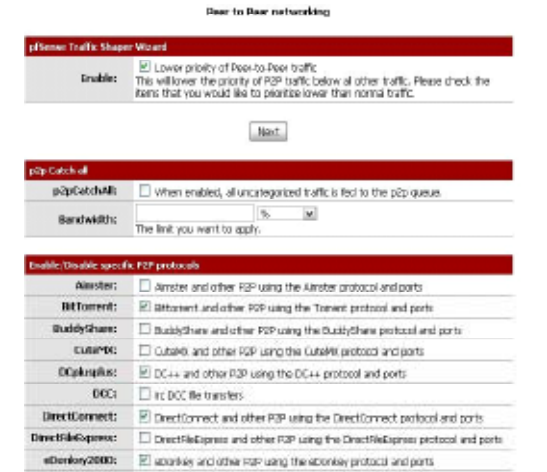 Peer to Peer networking
pfSense Traffic Shaper Wizard
Enable:
Lower priority of Peer-to-Peer traffic
This will lower the priority of P2P traffic below all other traffic. Please check the
items that you would like to prioritize lower than normal traffic.
Next
p2p Catch all
p2pCatchAll:
When enabled, all uncategorized traffic is fed to the p2p queue.
Bandwidth:
%
The limit you want to apply.
Enable/Disable specific P2P protocols
Aimster:
Aimster and other P2P using the Aimster protocol and ports
BitTorrent:
Bittorrent and other P2P using the Torrent protocol and ports
BuddyShare:
BuddyShare and other P2P using the BuddyShare protocol and ports
CuteMX:
CuteMX and other P2P using the CuteMX protocol and ports
DCplusplus:
DC++ and other P2P using the DC++ protocol and ports
DCC:
irc DCC file transfers
DirectConnect:
DirectConnect and other P2P using the DirectConnect protocol and ports
DirectFileExpress:
DirectFileExpress and other P2P using the DirectFileExpress protocol and ports
eDonkey2000:
eDonkey and other P2P using the eDonkey protocol and ports